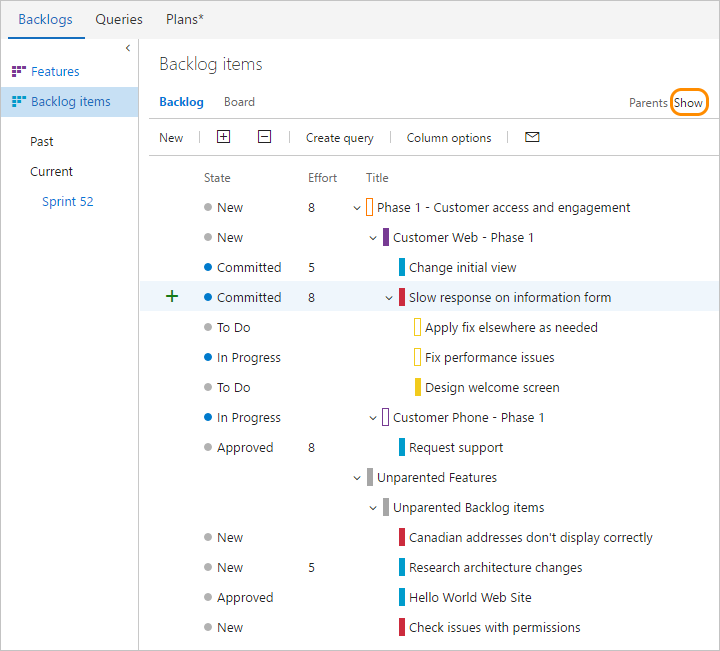 Backlogs Queries Plans*
Features
Backlog items
Past
Current
Sprint 52
Backlog items
Backlog Board Parents Show
New Create query Column options
State Effort Title
New 8 Phase 1 - Customer access and engagement
New Customer Web - Phase 1
Committed 5 Change initial view
Committed 8 Slow response on information form
To Do Apply fix elsewhere as needed
In Progress Fix performance issues
To Do Design welcome screen
In Progress Customer Phone - Phase 1
Approved 8 Request support
Unparented Features
Unparented Backlog items
New Canadian addresses don't display correctly
New 5 Research architecture changes
Approved Hello World Web Site
New Check issues with permissions